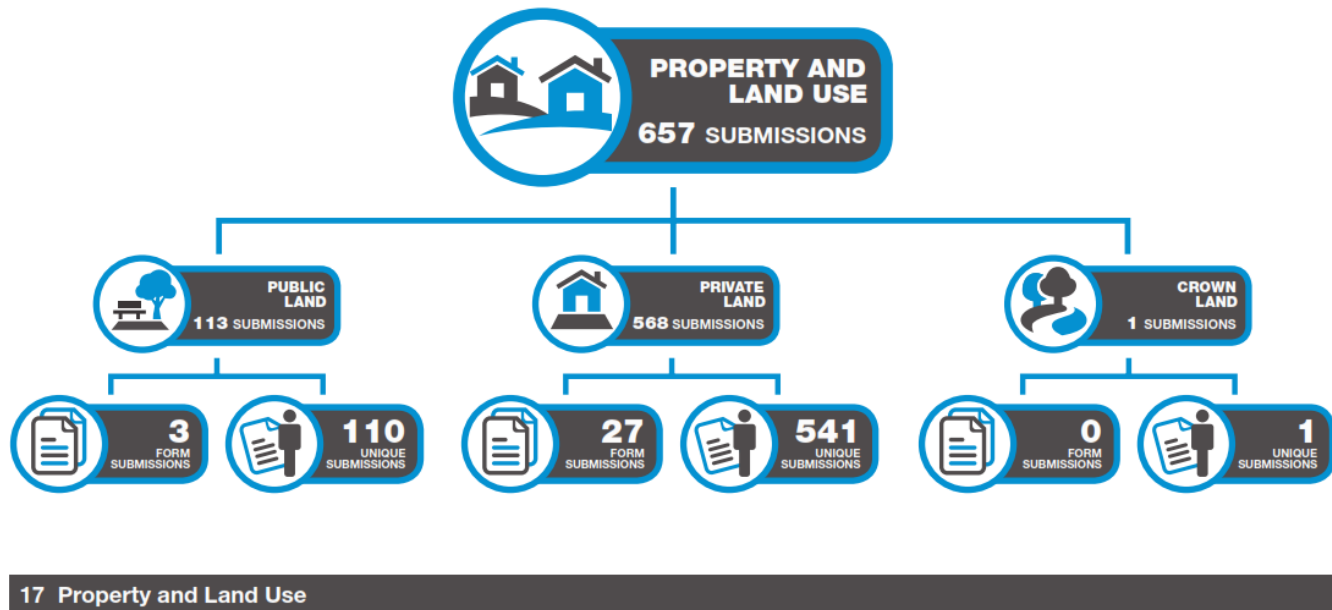 PROPERTY AND
LAND USE
657 SUBMISSIONS
PUBLIC
LAND
113 SUBMISSIONS
PRIVATE
LAND
568 SUBMISSIONS
CROWN
LAND
1 SUBMISSIONS
3
FORM
SUBMISSIONS
110
UNIQUE
SUBMISSIONS
27
FORM
SUBMISSIONS
541
UNIQUE
SUBMISSIONS
0
FORM
SUBMISSIONS
1
UNIQUE
SUBMISSIONS
17 Property and Land Use